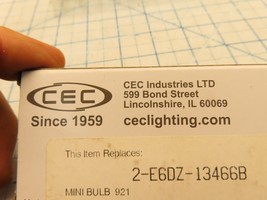 CEC
Since 1959
CEC Industries LTD
599 Bond Street
Lincolnshire, IL 60069
ceclighting.com
This Item Replaces:
2-E6DZ-13466B
MINI BULB 921